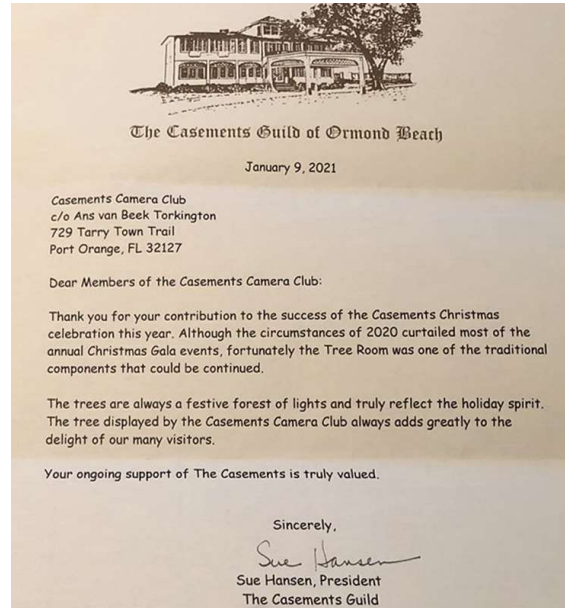 The Casements Guild of Ormond Beach
January 9, 2021
Casements Camera Club
c/o Ans van Beek Torkington
729 Tarry Town Trail
Port Orange, FL 32127
Dear Members of the Casements Camera Club:
Thank you for your contribution to the success of the Casements Christmas
celebration this year. Although the circumstances of 2020 curtailed most of the
annual Christmas Gala events, fortunately the Tree Room was one of the traditional
components that could be continued.
The trees are always a festive forest of lights and truly reflect the holiday spirit.
The tree displayed by the Casements Camera Club always adds greatly to the
delight of our many visitors.
Your ongoing support of The Casements is truly valued.
Sincerely,
Sue Hansen
Sue Hansen, President
The Casements Guild